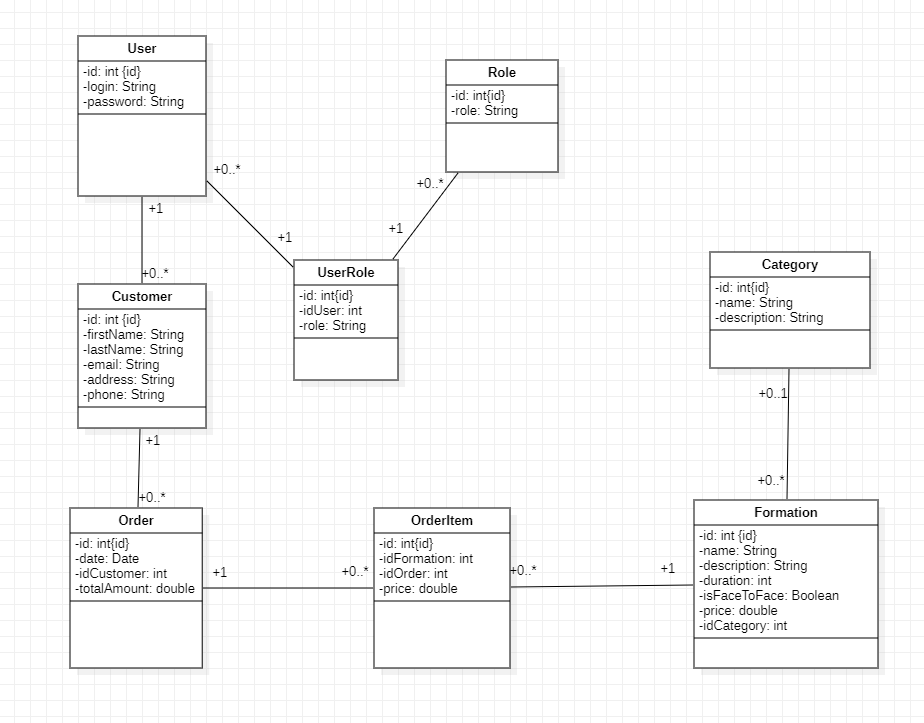 User
-id: int {id}
-login: String
-password: String
Role
-id: int{id}
-role: String
+0..*
+0..*
+1
+1
+1
UserRole
-id: int{id}
-idUser: int
-role: String
+0..*
Customer
-id: int {id}
-firstName: String
-lastName: String
-email: String
-address: String
-phone: String
Category
-id: int{id}
-name: String
-description: String
+0..1
+1
+0..*
+0..*
Order
-id: int{id}
-date: Date
-idCustomer: int
-totalAmount: double
+1
+0..*
OrderItem
-id: int{id}
-idFormation: int
-idOrder: int
-price: double
+0..*
+1
Formation
-id: int {id}
-name: String
-description: String
-duration: int
-isFaceToFace: Boolean
-price: double
-idCategory: int